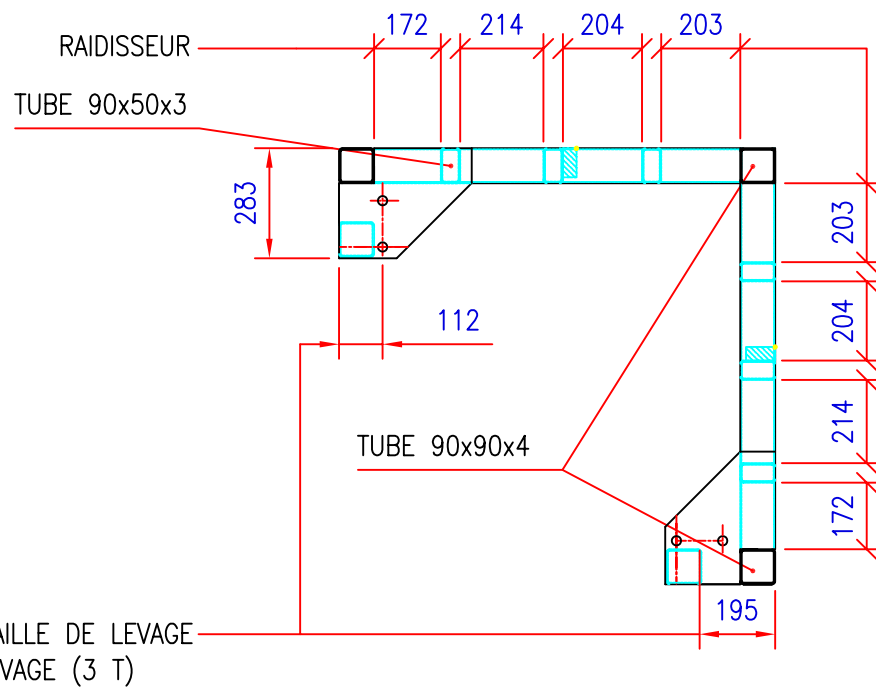 172 214 204 203
RAIDISSEUR
TUBE 90x50x3
283
203
112
204
214
TUBE 90x90x4
172
195
AILLE DE LEVAGE
VAGE (3 T)